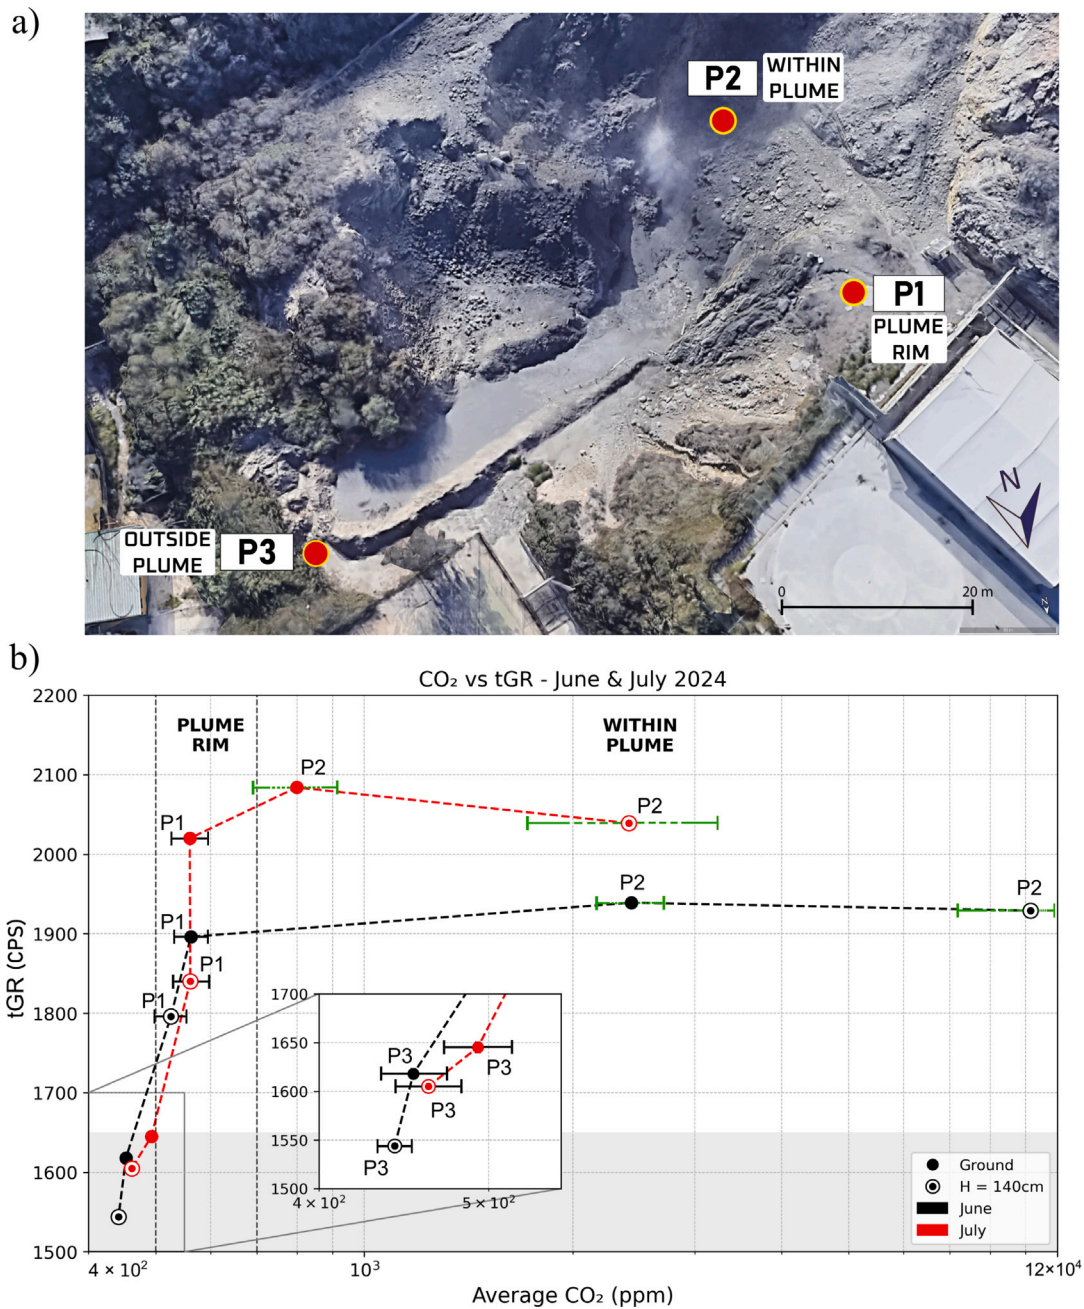 a)
P2
WITHIN
PLUME
P1
PLUME
RIM
N
OUTSIDE
PLUME
P3
0
20 m
b)
CO₂ vs tGR - June & July 2024
2200
2100
2000
1900
1800
1700
1600
1500
tGR (CPS)
PLUME
RIM
WITHIN
PLUME
P2
P1
P2
P2
P2
P1
P1
P1
1700
1650
1600
1550
1500
P3
P3
P3
P3
4 × 10²
5 × 10²
Ground
H = 140cm
June
July
4 × 10²
10³
12×10⁴
Average CO₂ (ppm)